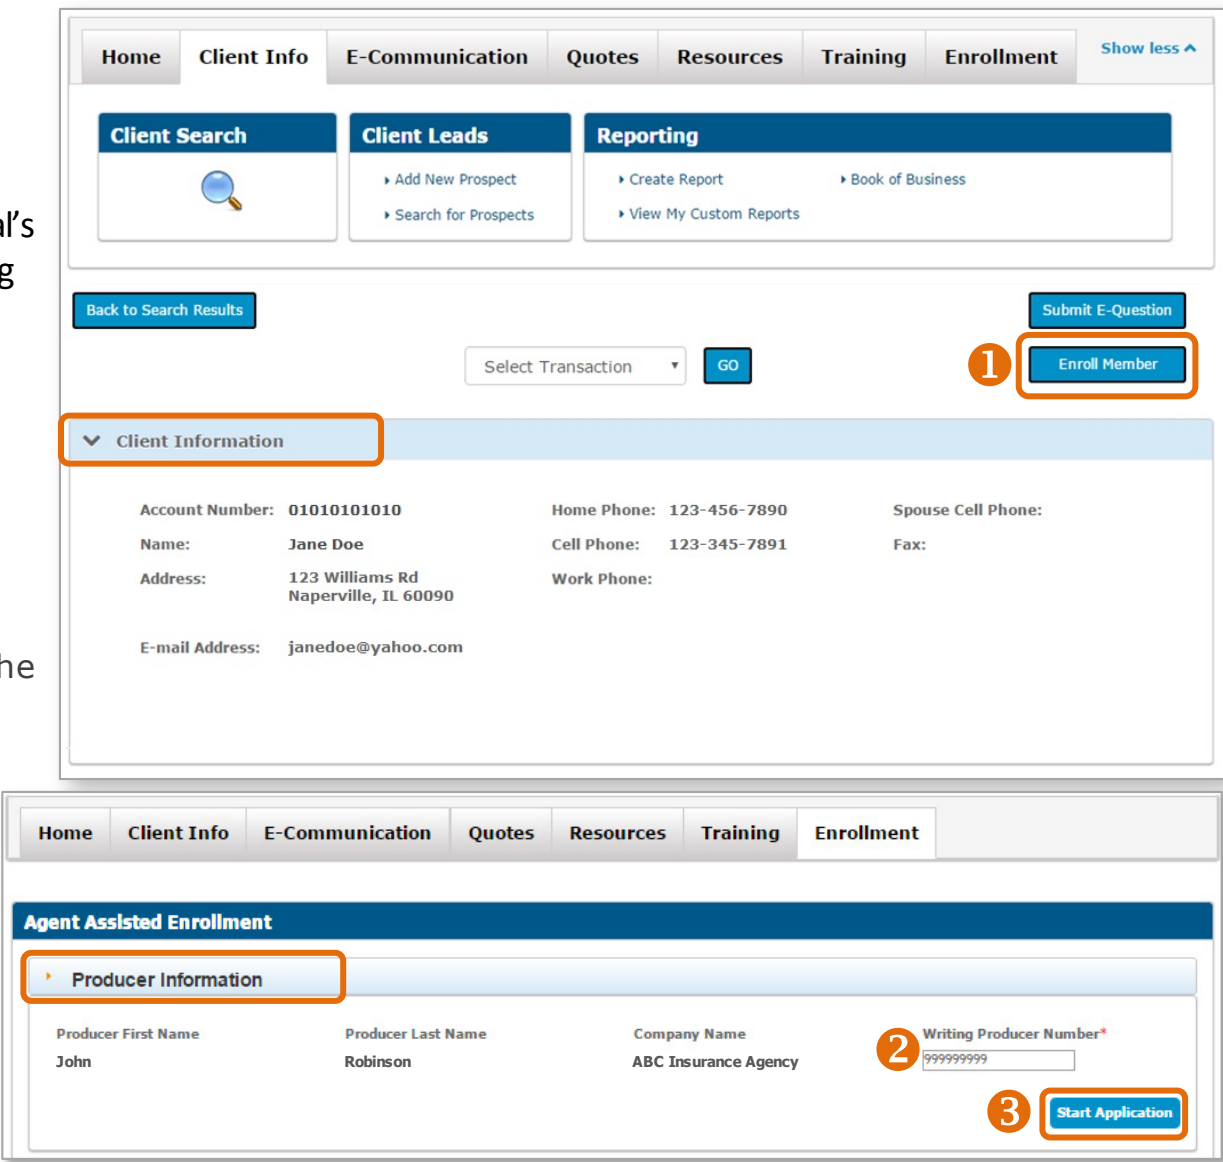 Home Client Info E-Communication Quotes Resources Training Enrollment Show less
Client Search Client Leads Reporting
Add New Prospect Create Report Book of Business
Search for Prospects View My Custom Reports
al's
g
Back to Search Results Submit E-Question
Select Transaction GO 1 Enroll Member
Client Information
Account Number: 01010101010 Home Phone: 123-456-7890 Spouse Cell Phone:
Name: Jane Doe Cell Phone: 123-345-7891 Fax:
Address: 123 Williams Rd Work Phone:
Naperville, IL 60090
E-mail Address: janedoe@yahoo.com
he
Home Client Info E-Communication Quotes Resources Training Enrollment
Agent Assisted Enrollment
Producer Information
Producer First Name Producer Last Name Company Name Writing Producer Number*
John Robinson ABC Insurance Agency 2 999999999
3 Start Application